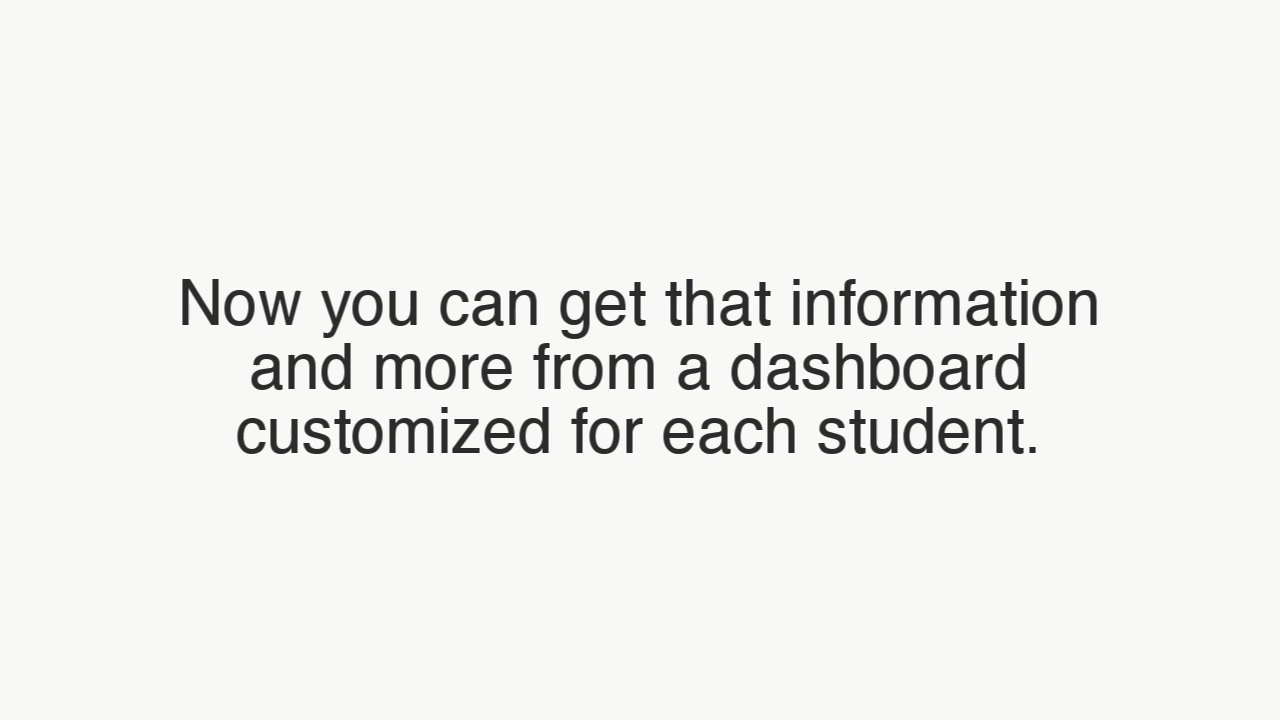 Now you can get that information
and more from a dashboard
customized for each student.